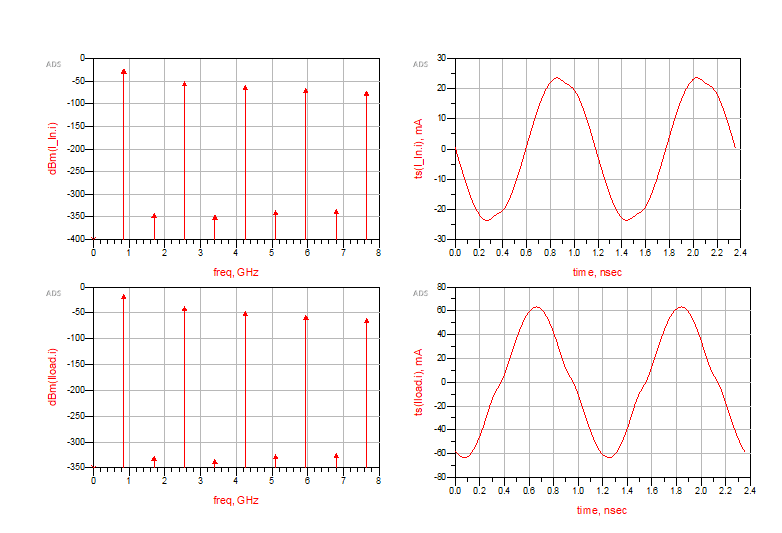 ADS
dBm(I_In.i)
0
-50
-100
-150
-200
-250
-300
-350
-400
0 1 2 3 4 5 6 7 8
freq, GHz
ADS
ts(I_In.i), mA
30
20
10
0
-10
-20
-30
0.0 0.2 0.4 0.6 0.8 1.0 1.2 1.4 1.6 1.8 2.0 2.2 2.4
time, nsec
ADS
dBm(Iload.i)
0
-50
-100
-150
-200
-250
-300
-350
0 1 2 3 4 5 6 7 8
freq, GHz
ADS
ts(Iload.i), mA
80
60
40
20
0
-20
-40
-60
-80
0.0 0.2 0.4 0.6 0.8 1.0 1.2 1.4 1.6 1.8 2.0 2.2 2.4
time, nsec